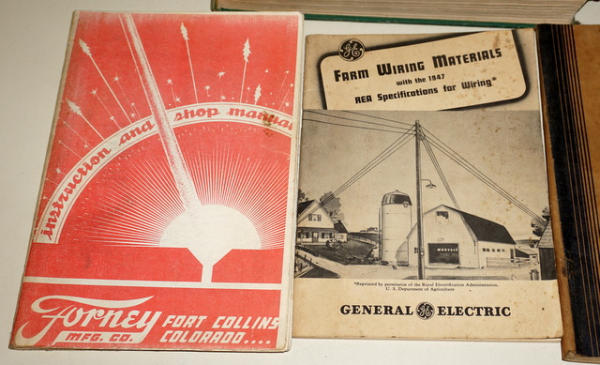 instruction and shop manual
Forney
MFG. CO.
FORT COLLINS
COLORADO....
GE
FARM WIRING MATERIALS
with the 1947
REA Specifications for Wiring*
*Reprinted by permission of the Rural Electrification Administration,
U. S. Department of Agriculture
GENERAL GE ELECTRIC